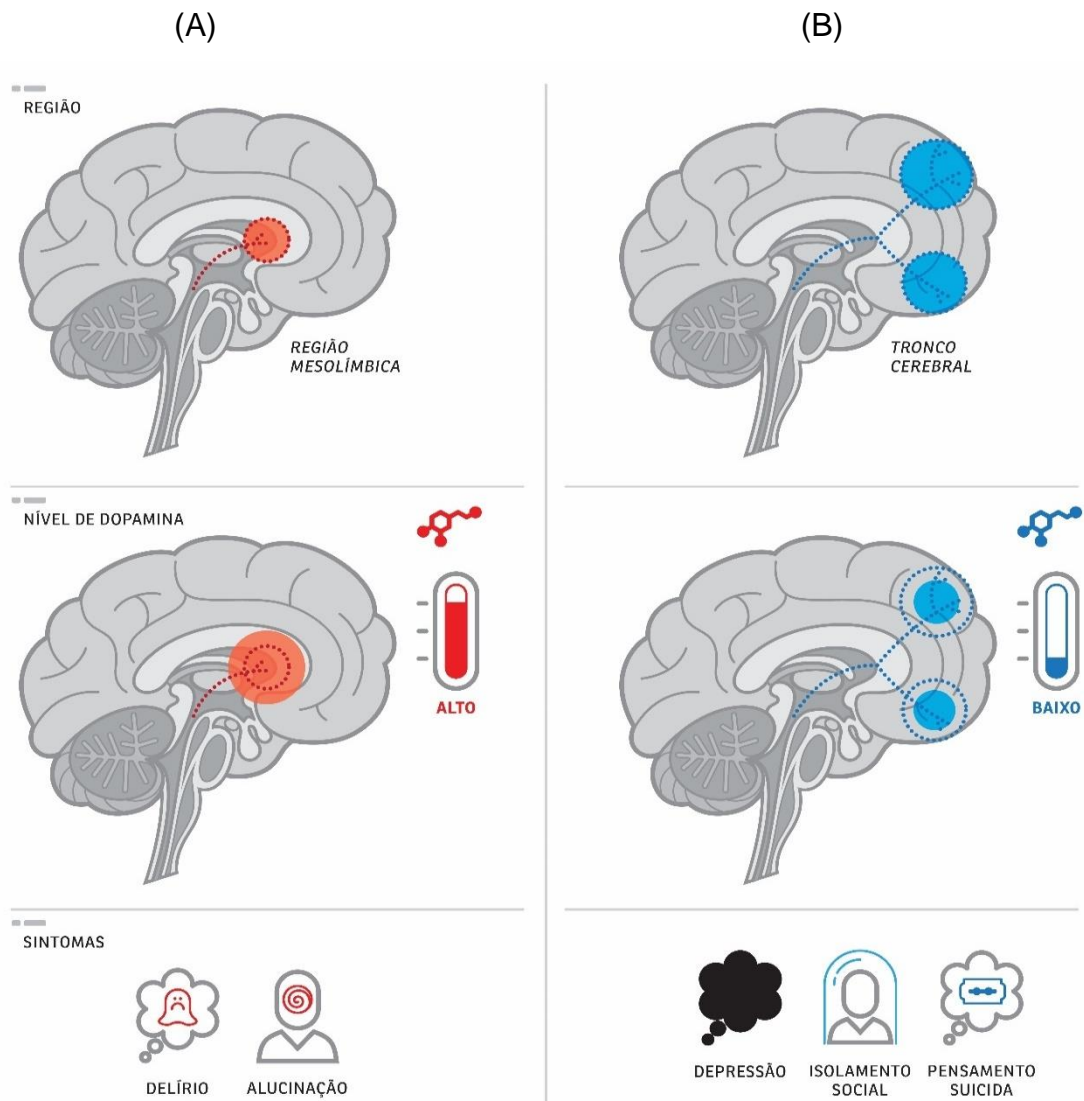 (A)
(B)
REGIÃO
REGIÃO
MESOLÍMBICA
TRONCO
CEREBRAL
NÍVEL DE DOPAMINA
ALTO
BAIXO
SINTOMAS
DELÍRIO
ALUCINAÇÃO
DEPRESSÃO
ISOLAMENTO
SOCIAL
PENSAMENTO
SUICIDA